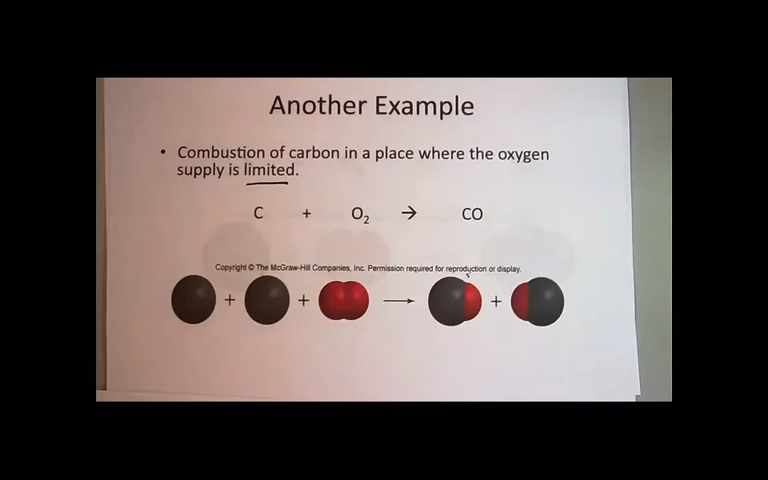 Another Example
• Combustion of carbon in a place where the oxygen
supply is limited.
C + O₂ → CO
Copyright © The McGraw-Hill Companies, Inc. Permission required for reproduction or display.
+ + → +